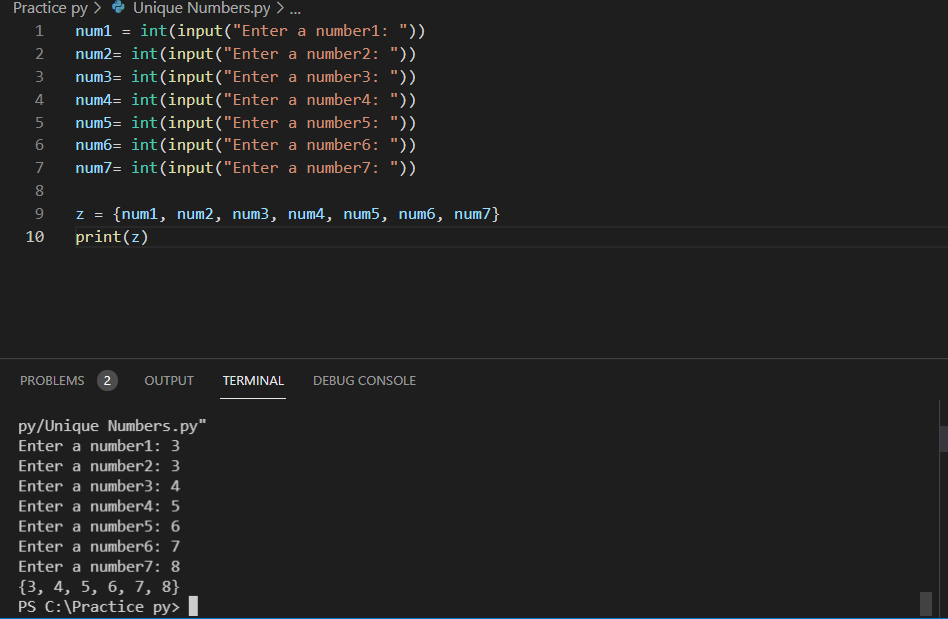 Practice py > Unique Numbers.py > ...
1 num1 = int(input("Enter a number1: "))
2 num2= int(input("Enter a number2: "))
3 num3= int(input("Enter a number3: "))
4 num4= int(input("Enter a number4: "))
5 num5= int(input("Enter a number5: "))
6 num6= int(input("Enter a number6: "))
7 num7= int(input("Enter a number7: "))
8
9 z = {num1, num2, num3, num4, num5, num6, num7}
10 print(z)
PROBLEMS 2 OUTPUT TERMINAL DEBUG CONSOLE
py/Unique Numbers.py"
Enter a number1: 3
Enter a number2: 3
Enter a number3: 4
Enter a number4: 5
Enter a number5: 6
Enter a number6: 7
Enter a number7: 8
{3, 4, 5, 6, 7, 8}
PS C:\Practice py>